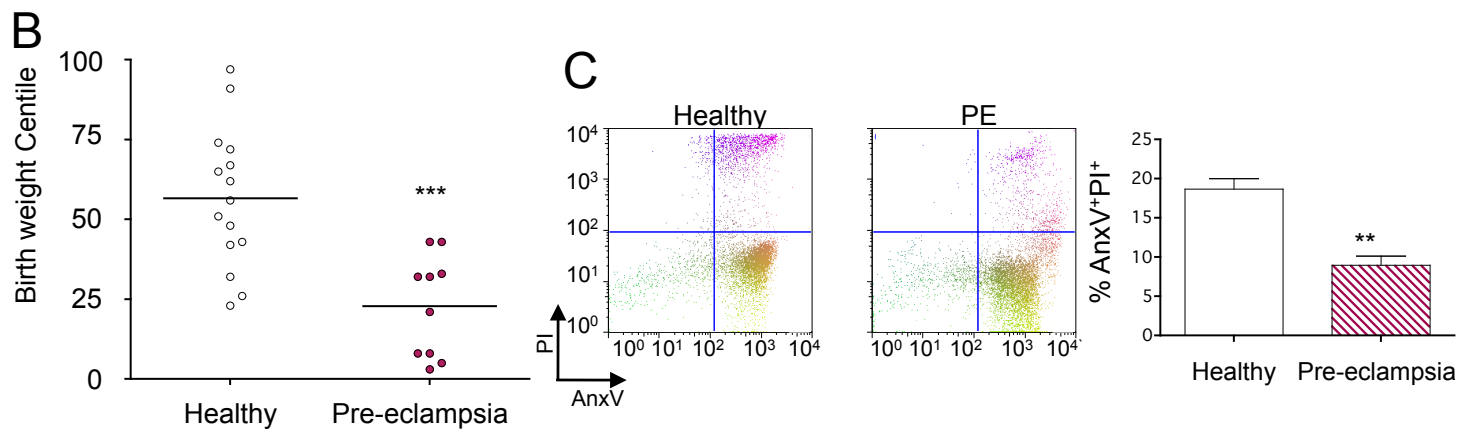 B
Birth weight Centile
100
75
50
25
0
***
Healthy
Pre-eclampsia
C
Healthy
10⁴
10³
10²
10¹
10⁰
10⁰ 10¹ 10² 10³ 10⁴
PI
AnxV
PE
10⁰ 10¹ 10² 10³ 10⁴
% AnxV⁺PI⁺
25
20
15
10
5
0
**
Healthy
Pre-eclampsia